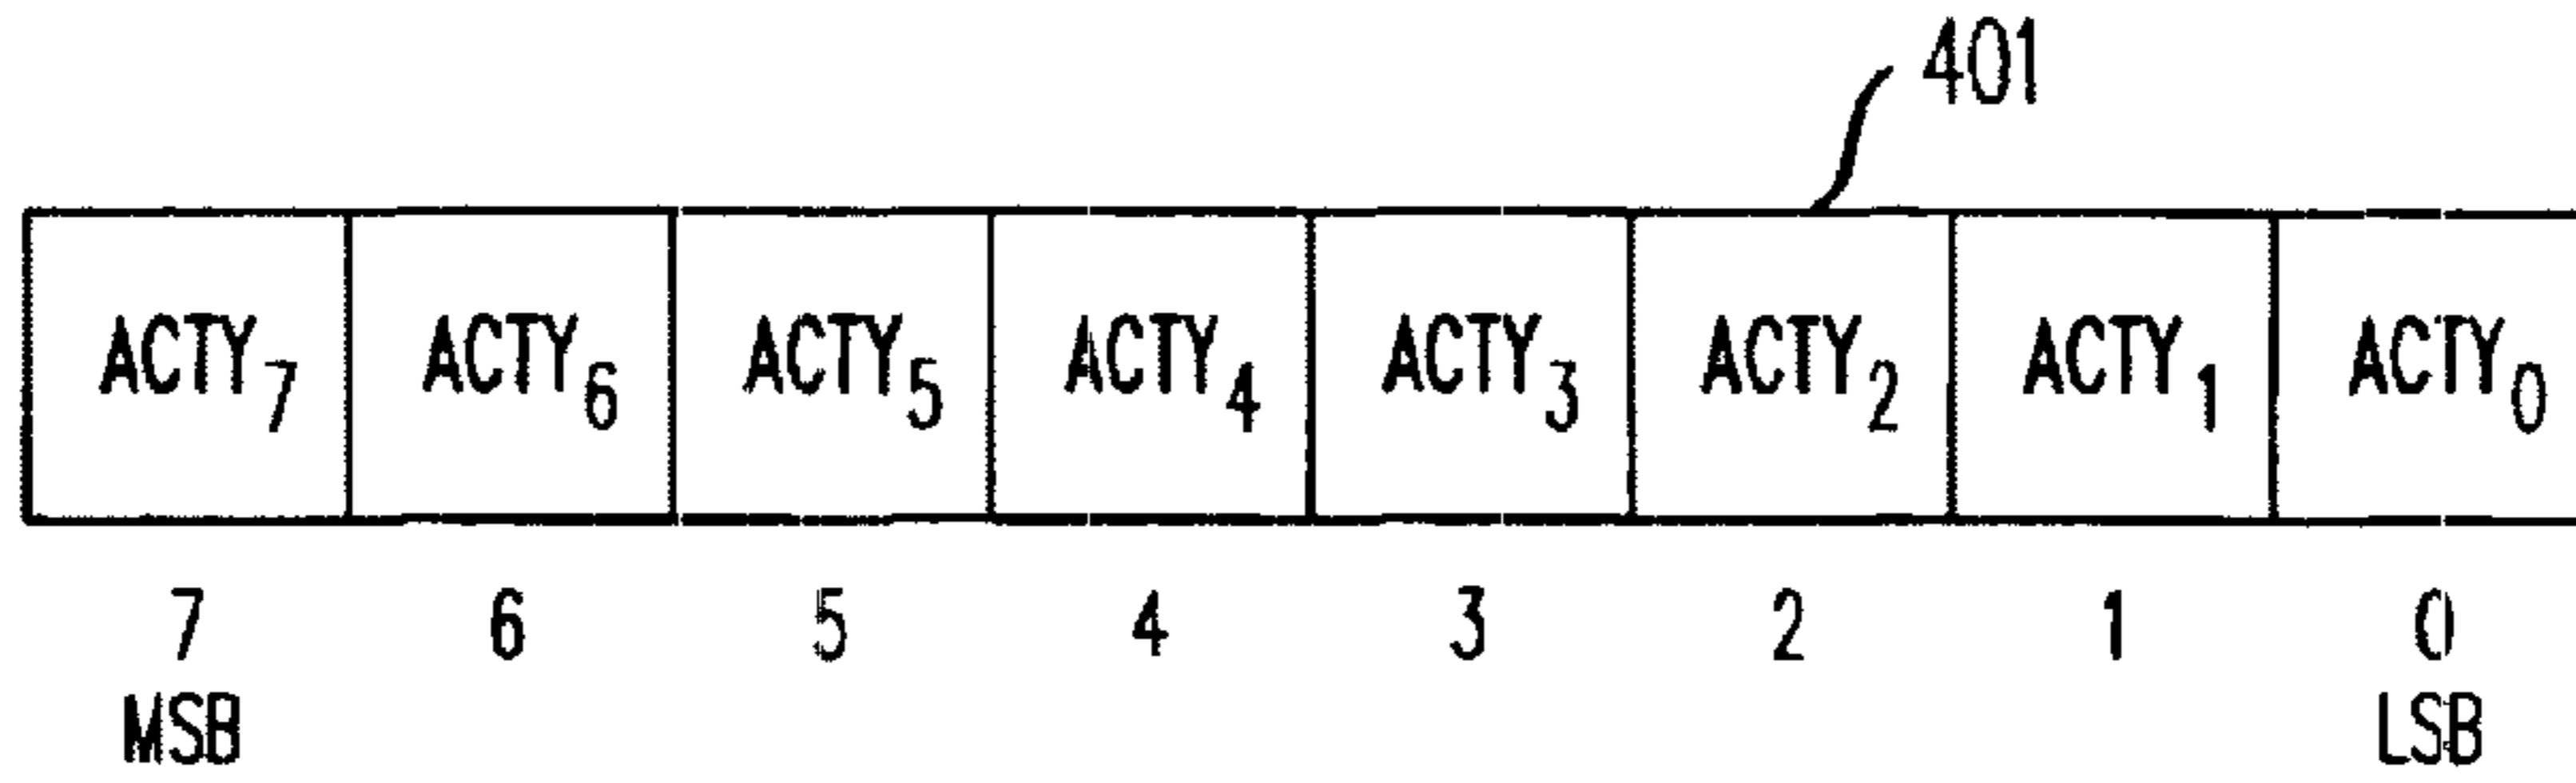 401
ACTY₇ ACTY₆ ACTY₅ ACTY₄ ACTY₃ ACTY₂ ACTY₁ ACTY₀
7 6 5 4 3 2 1 0
MSB LSB